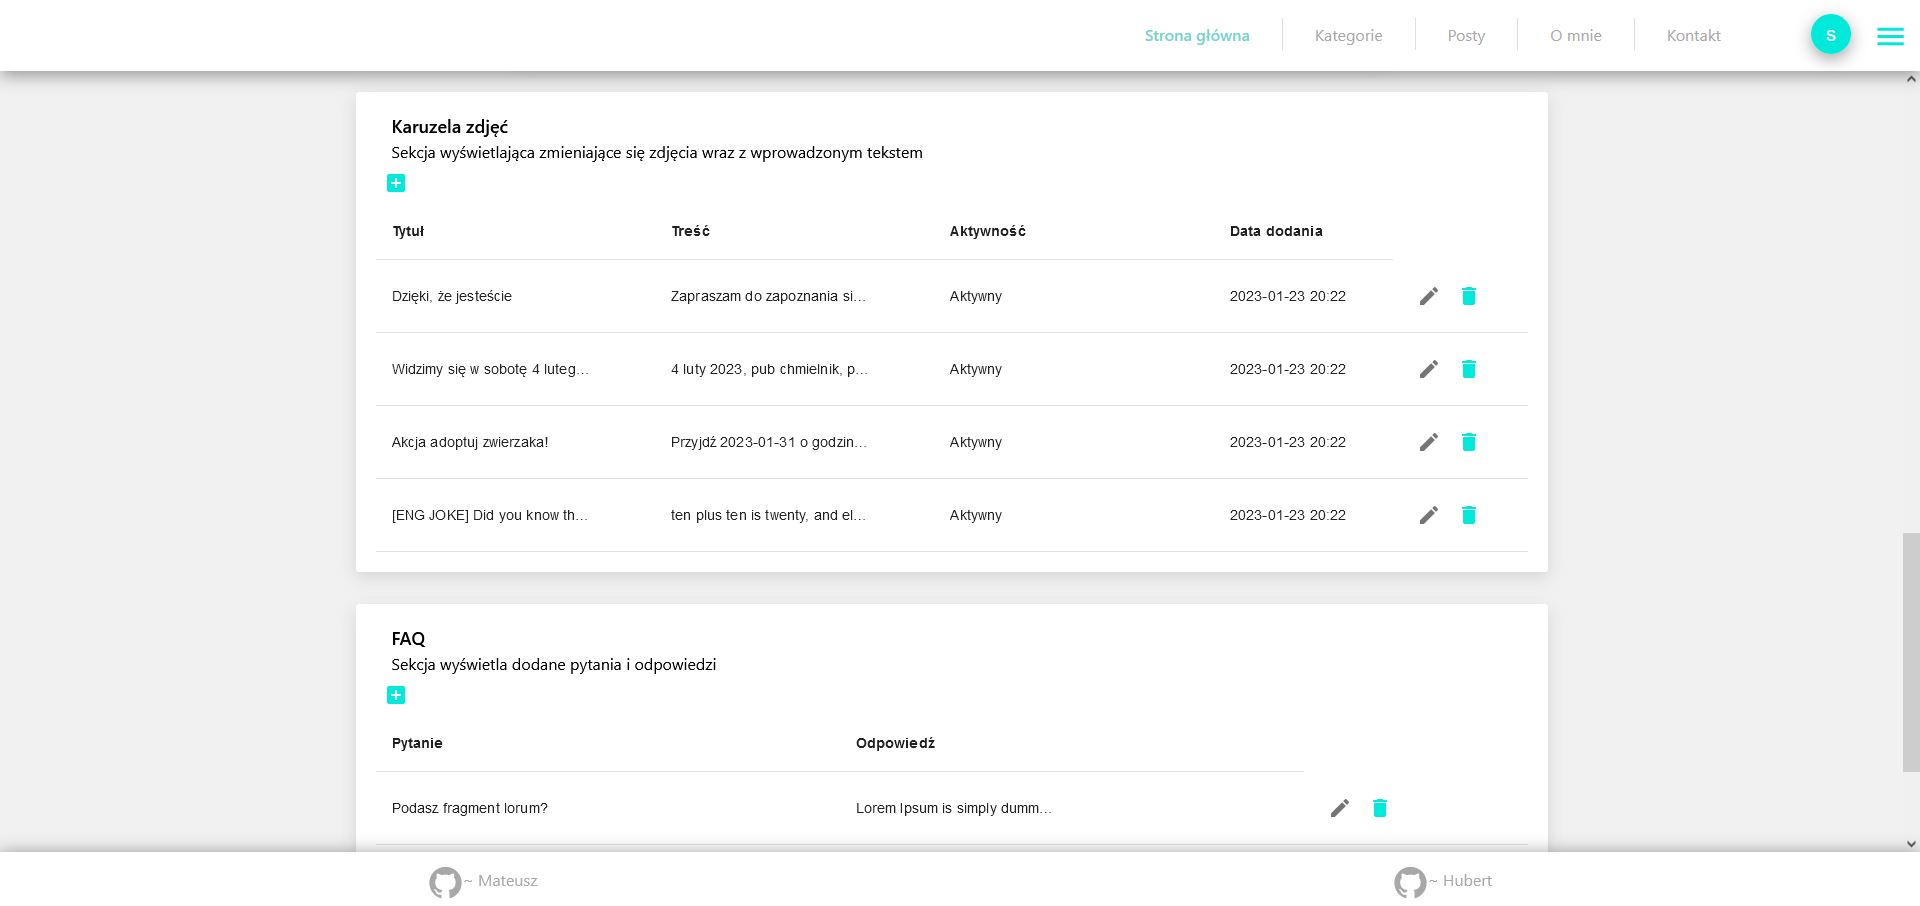 Strona główna Kategorie Posty O mnie Kontakt S
Karuzela zdjęć
Sekcja wyświetlająca zmieniające się zdjęcia wraz z wprowadzonym tekstem
Tytuł Treść Aktywność Data dodania
Dzięki, że jesteście Zapraszam do zapoznania si... Aktywny 2023-01-23 20:22
Widzimy się w sobotę 4 luteg... 4 luty 2023, pub chmielnik, p... Aktywny 2023-01-23 20:22
Akcja adoptuj zwierzaka! Przyjdź 2023-01-31 o godzin... Aktywny 2023-01-23 20:22
[ENG JOKE] Did you know th... ten plus ten is twenty, and el... Aktywny 2023-01-23 20:22
FAQ
Sekcja wyświetla dodane pytania i odpowiedzi
Pytanie Odpowiedź
Podasz fragment lorum? Lorem Ipsum is simply dumm...
~ Mateusz ~ Hubert